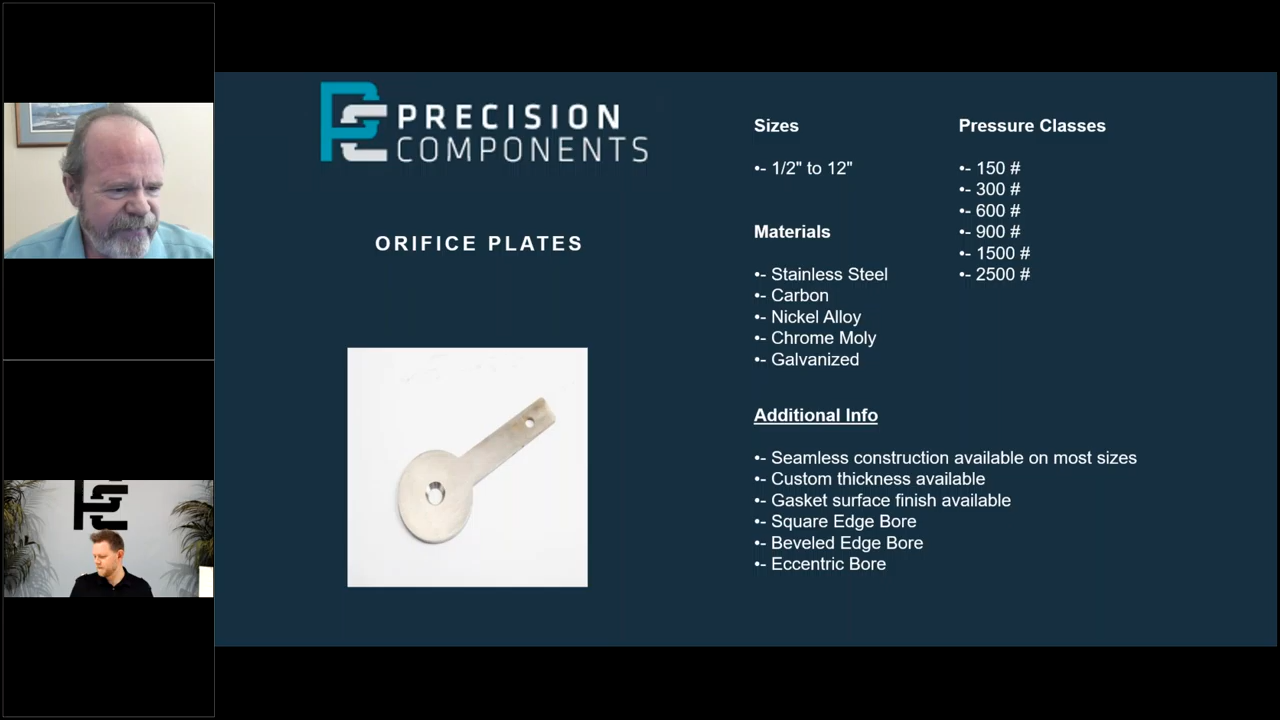 PRECISION
COMPONENTS
ORIFICE PLATES
Sizes
•- 1/2" to 12"
Materials
•- Stainless Steel
•- Carbon
•- Nickel Alloy
•- Chrome Moly
•- Galvanized
Pressure Classes
•- 150 #
•- 300 #
•- 600 #
•- 900 #
•- 1500 #
•- 2500 #
Additional Info
•- Seamless construction available on most sizes
•- Custom thickness available
•- Gasket surface finish available
•- Square Edge Bore
•- Beveled Edge Bore
•- Eccentric Bore